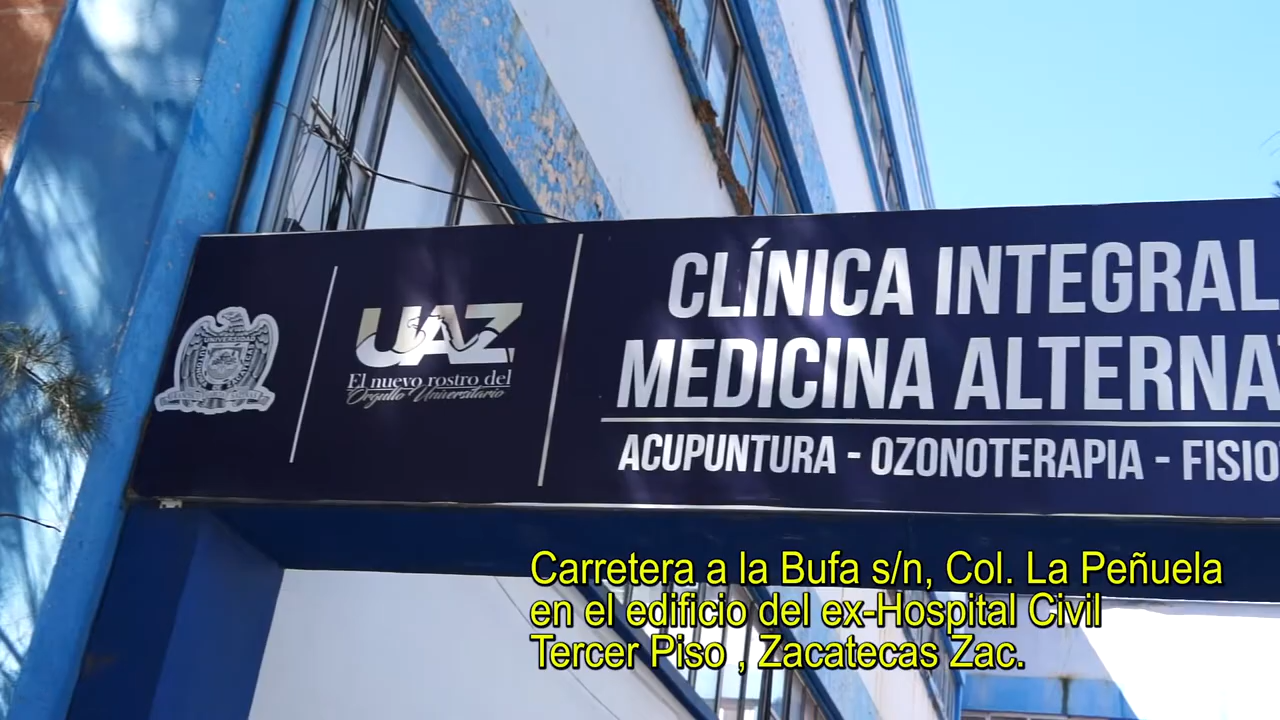 UAZ
El nuevo rostro del
Orgullo Universitario
CLÍNICA INTEGRAL
MEDICINA ALTERNA
ACUPUNTURA - OZONOTERAPIA - FISIO
Carretera a la Bufa s/n, Col. La Peñuela
en el edificio del ex-Hospital Civil
Tercer Piso , Zacatecas Zac.